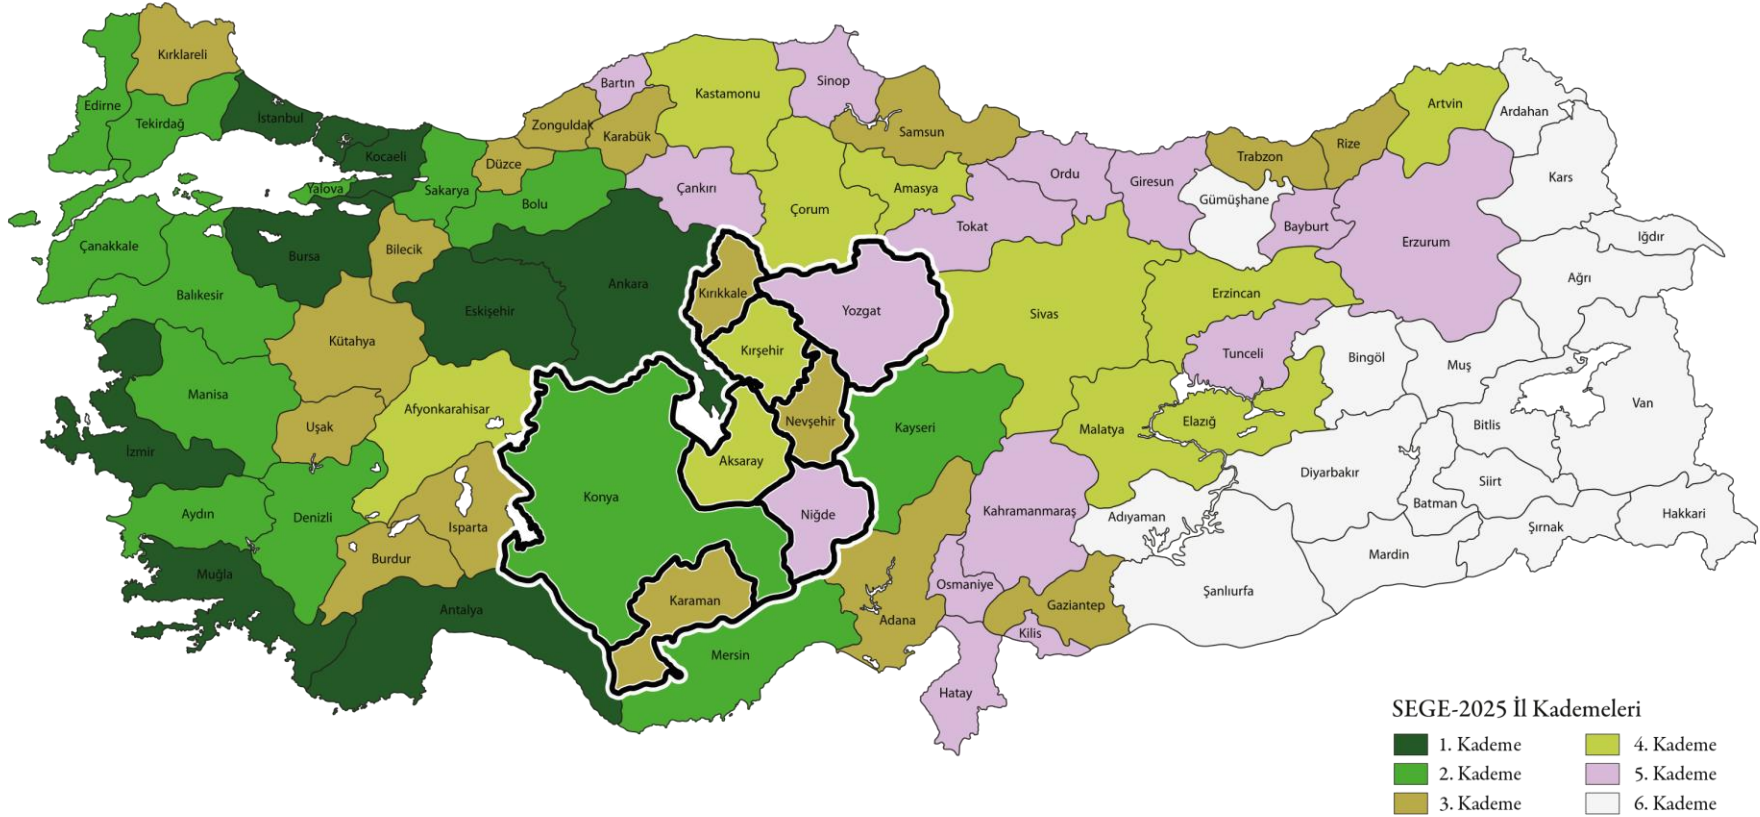 Kırklareli
Edirne
Tekirdağ
İstanbul
Kocaeli
Yalova
Sakarya
Düzce
Zonguldak
Bartın
Karabük
Kastamonu
Sinop
Samsun
Bolu
Çankırı
Çorum
Amasya
Ordu
Giresun
Trabzon
Rize
Artvin
Ardahan
Kars
Gümüşhane
Bayburt
Erzurum
Iğdır
Ağrı
Tokat
Çanakkale
Balıkesir
Bursa
Bilecik
Eskişehir
Ankara
Kırıkkale
Yozgat
Sivas
Erzincan
Tunceli
Bingöl
Muş
Van
Kütahya
Kırşehir
Manisa
Uşak
Afyonkarahisar
Nevşehir
Kayseri
Malatya
Elazığ
Bitlis
İzmir
Aksaray
Diyarbakır
Siirt
Batman
Konya
Niğde
Kahramanmaraş
Adıyaman
Şırnak
Hakkari
Aydın
Denizli
Isparta
Burdur
Mardin
Muğla
Antalya
Karaman
Osmaniye
Adana
Gaziantep
Şanlıurfa
Kilis
Mersin
Hatay
SEGE-2025 İl Kademeleri
1. Kademe
2. Kademe
3. Kademe
4. Kademe
5. Kademe
6. Kademe